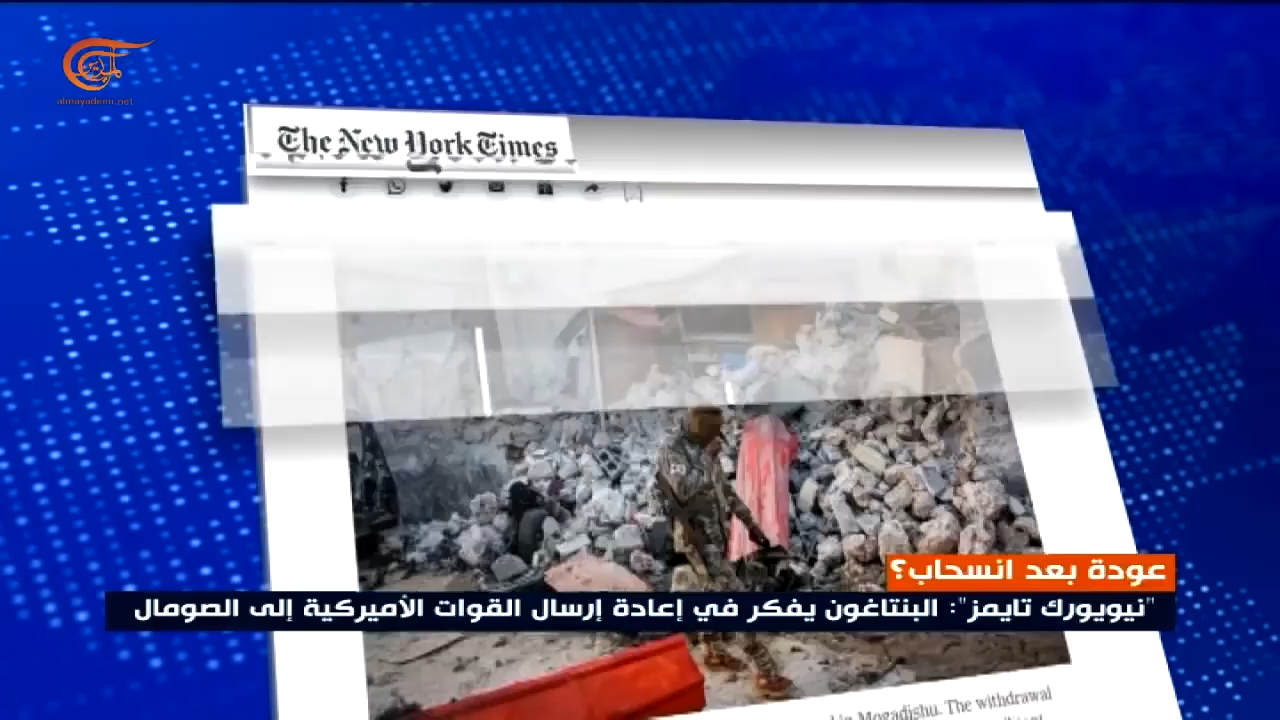 الميادين
almayadeen.net
The New York Times
عودة بعد انسحاب؟
"نيويورك تايمز": البنتاغون يفكر في إعادة إرسال القوات الأميركية إلى الصومال
in Mogadishu. The withdrawal